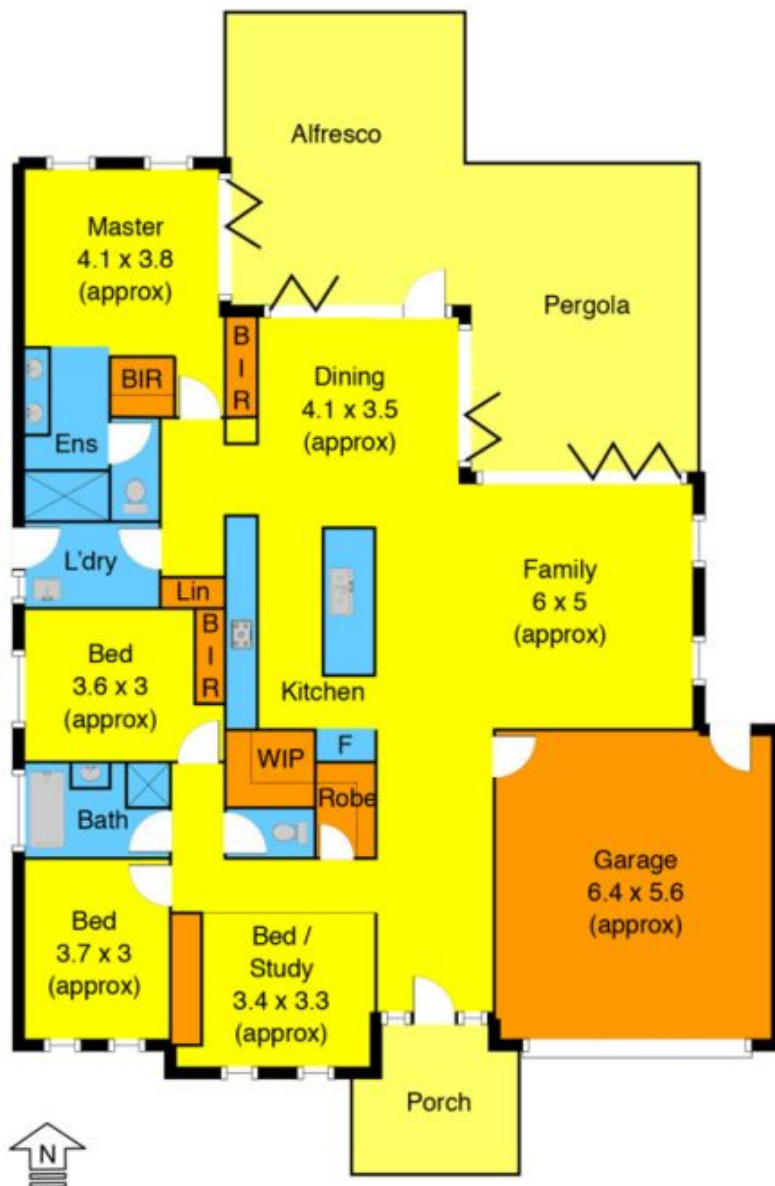 Alfresco
Master
4.1 x 3.8
(approx)
Pergola
B
I
R
BIR
Dining
4.1 x 3.5
(approx)
Ens
L'dry
Family
6 x 5
(approx)
Lin
B
I
R
Bed
3.6 x 3
(approx)
Kitchen
WIP
F
Robe
Bath
Garage
6.4 x 5.6
(approx)
Bed
3.7 x 3
(approx)
Bed /
Study
3.4 x 3.3
(approx)
Porch
N